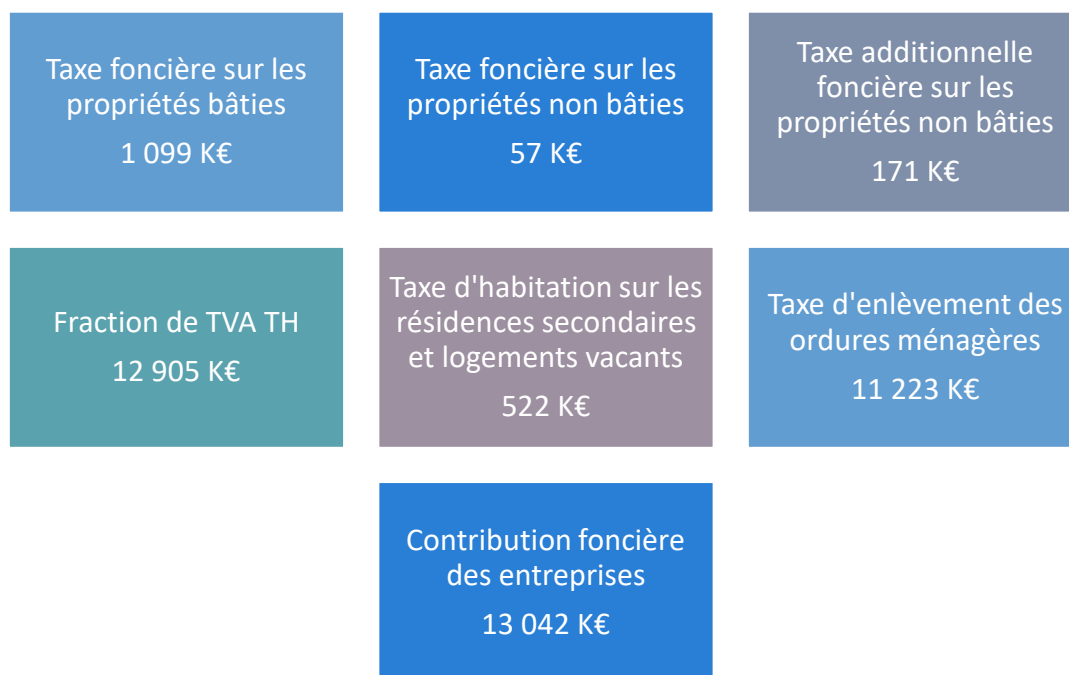 Taxe foncière sur les
propriétés bâties
1 099 K€
Taxe foncière sur les
propriétés non bâties
57 K€
Taxe additionnelle
foncière sur les
propriétés non bâties
171 K€
Fraction de TVA TH
12 905 K€
Taxe d'habitation sur les
résidences secondaires
et logements vacants
522 K€
Taxe d'enlèvement des
ordures ménagères
11 223 K€
Contribution foncière
des entreprises
13 042 K€